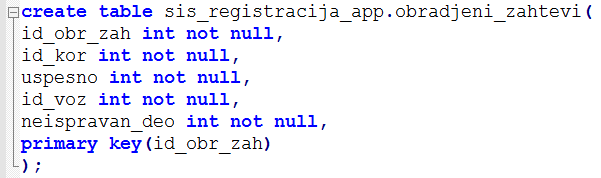 create table sis_registracija_app.obradjeni_zahtevi(
id_obr_zah int not null,
id_kor int not null,
uspesno int not null,
id_voz int not null,
neispravan_deo int not null,
primary key(id_obr_zah)
);